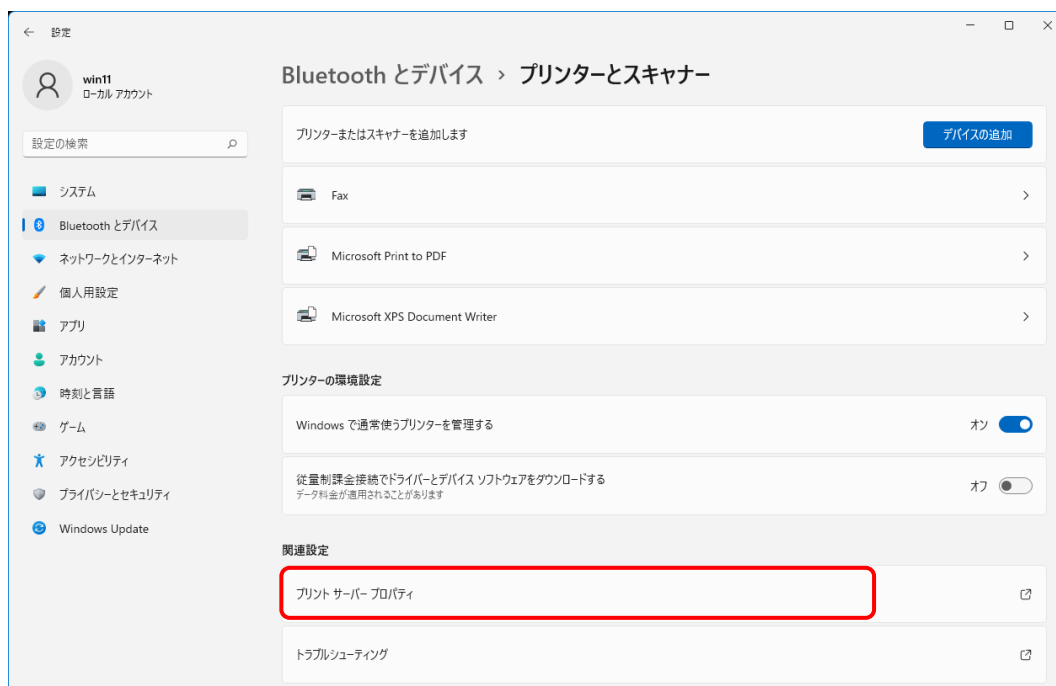 設定
win11
ローカル アカウント
設定の検索
システム
Bluetooth とデバイス
ネットワークとインターネット
個人用設定
アプリ
アカウント
時刻と言語
ゲーム
アクセシビリティ
プライバシーとセキュリティ
Windows Update
Bluetooth とデバイス › プリンターとスキャナー
プリンターまたはスキャナーを追加します
デバイスの追加
Fax
Microsoft Print to PDF
Microsoft XPS Document Writer
プリンターの環境設定
Windows で通常使うプリンターを管理する
オン
従量制課金接続でドライバーとデバイス ソフトウェアをダウンロードする
データ料金が適用されることがあります
オフ
関連設定
プリント サーバー プロパティ
トラブルシューティング